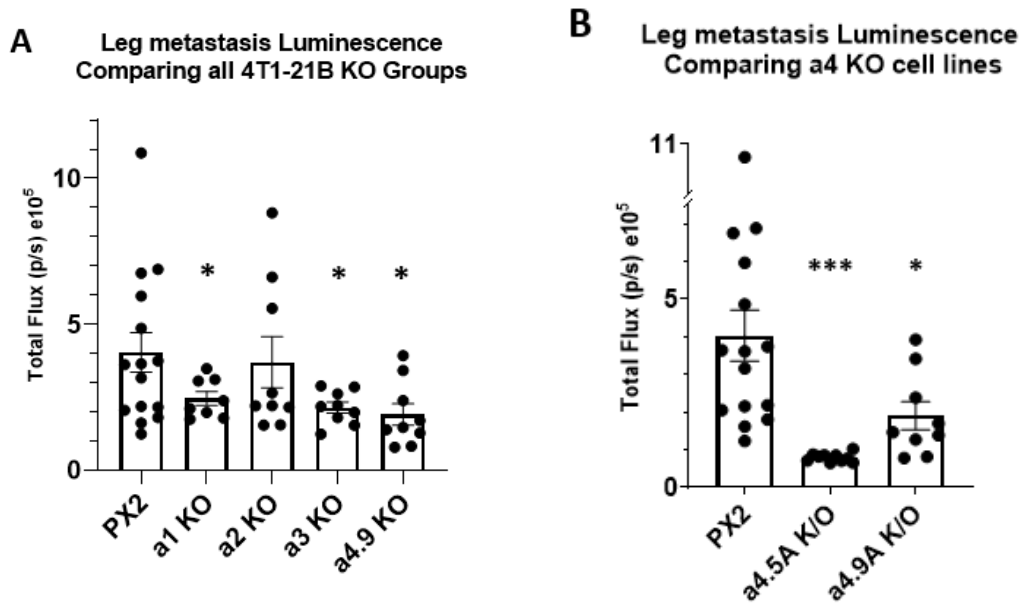 A
Leg metastasis Luminescence
Comparing all 4T1-21B KO Groups
Total Flux (p/s) e10⁵
10
5
0
*
*
*
PX2
a1 KO
a2 KO
a3 KO
a4.9 KO
B
Leg metastasis Luminescence
Comparing a4 KO cell lines
Total Flux (p/s) e10⁵
11
5
0
***
*
PX2
a4.5A K/O
a4.9A K/O